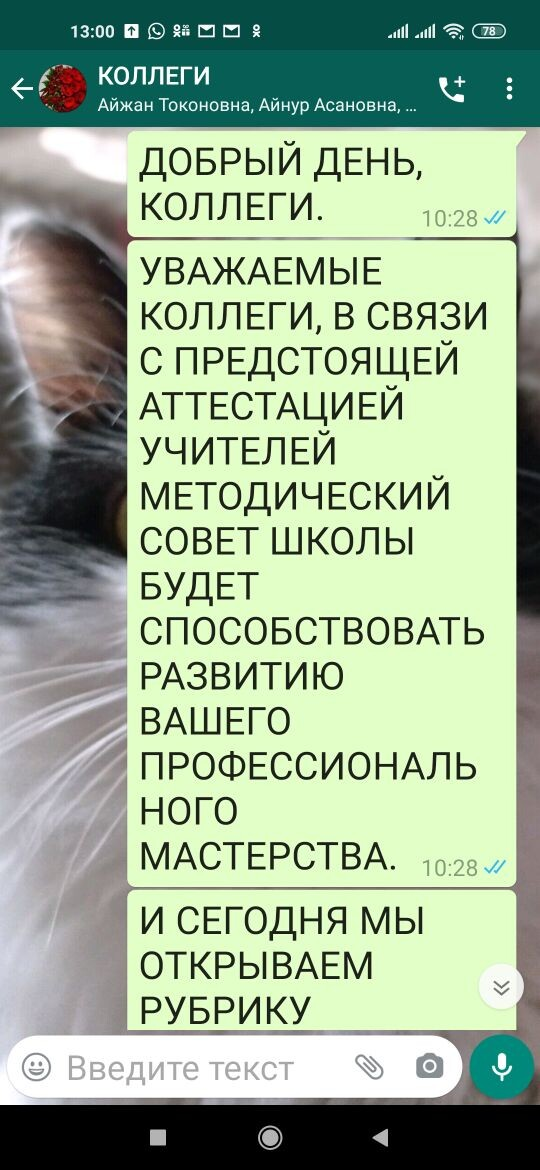 13:00
78
КОЛЛЕГИ
Айжан Токоновна, Айнур Асановна, ...
ДОБРЫЙ ДЕНЬ,
КОЛЛЕГИ.
10:28
УВАЖАЕМЫЕ
КОЛЛЕГИ, В СВЯЗИ
С ПРЕДСТОЯЩЕЙ
АТТЕСТАЦИЕЙ
УЧИТЕЛЕЙ
МЕТОДИЧЕСКИЙ
СОВЕТ ШКОЛЫ
БУДЕТ
СПОСОБСТВОВАТЬ
РАЗВИТИЮ
ВАШЕГО
ПРОФЕССИОНАЛЬ
НОГО
МАСТЕРСТВА.
10:28
И СЕГОДНЯ МЫ
ОТКРЫВАЕМ
РУБРИКУ
Введите текст